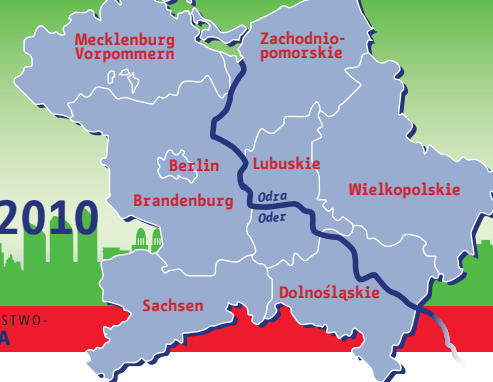 Mecklenburg
Vorpommern
Zachodnio-
pomorskie
Berlin
Lubuskie
Brandenburg
Wielkopolskie
Odra
Oder
2010
Sachsen
Dolnośląskie
STWO-
A